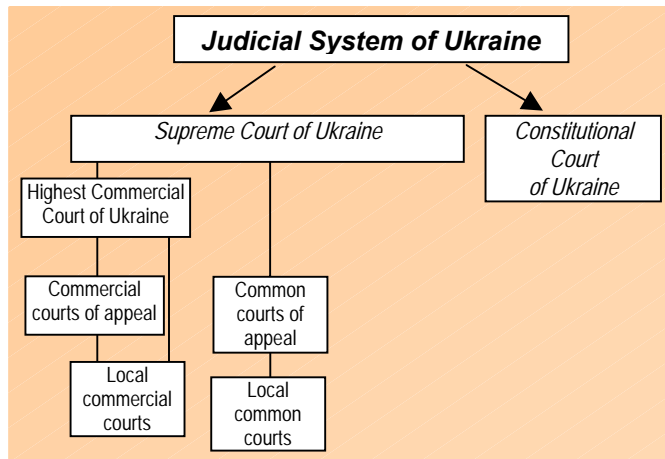 Judicial System of Ukraine
Supreme Court of Ukraine
Constitutional
Court
of Ukraine
Highest Commercial
Court of Ukraine
Commercial
courts of appeal
Common
courts of
appeal
Local
commercial
courts
Local
common
courts